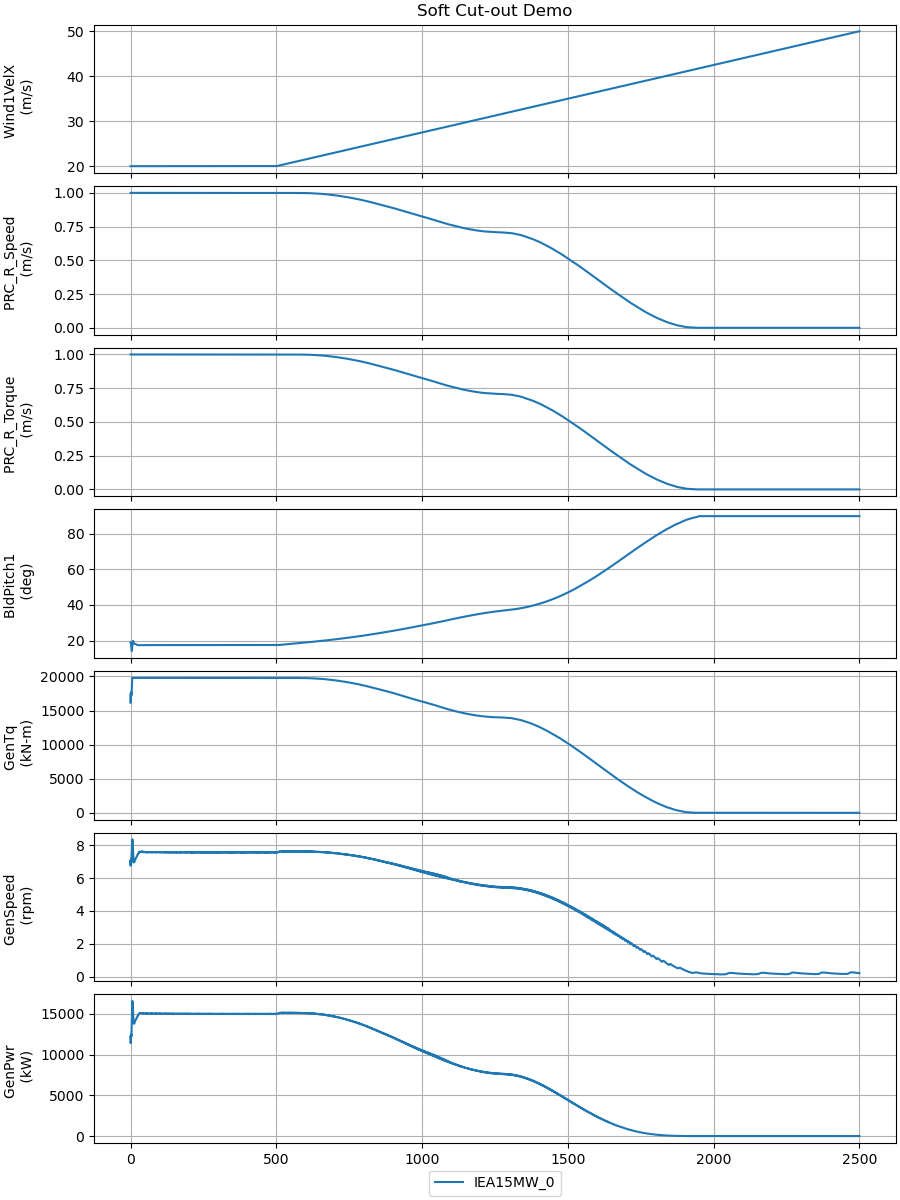 Soft Cut-out Demo
50
40
30
20
Wind1VelX
(m/s)
1.00
0.75
0.50
0.25
0.00
PRC_R_Speed
(m/s)
1.00
0.75
0.50
0.25
0.00
PRC_R_Torque
(m/s)
80
60
40
20
BldPitch1
(deg)
20000
15000
10000
5000
0
GenTq
(kN-m)
8
6
4
2
0
GenSpeed
(rpm)
15000
10000
5000
0
GenPwr
(kW)
0 500 1000 1500 2000 2500
IEA15MW_0